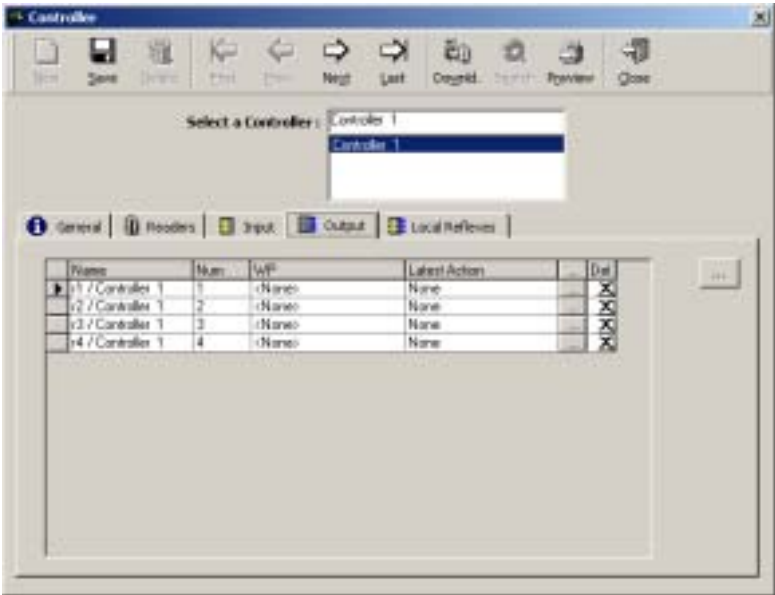 Controller
New Save Delete First Prev Next Last Preview Close
Select a Controller : Controller 1
Controller 1
General Readers Input Output Local Reflexes
Name Num WP Latest Action ... Del
r1 / Controller 1 1 <None> None ... X
r2 / Controller 1 2 <None> None ... X
r3 / Controller 1 3 <None> None ... X
r4 / Controller 1 4 <None> None ... X
...